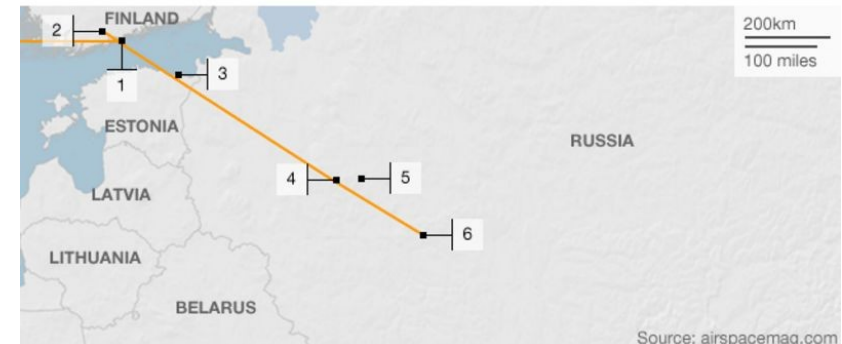 FINLAND
2
200km
100 miles
1
3
ESTONIA
RUSSIA
4
5
LATVIA
6
LITHUANIA
BELARUS
Source: airspacemag.com